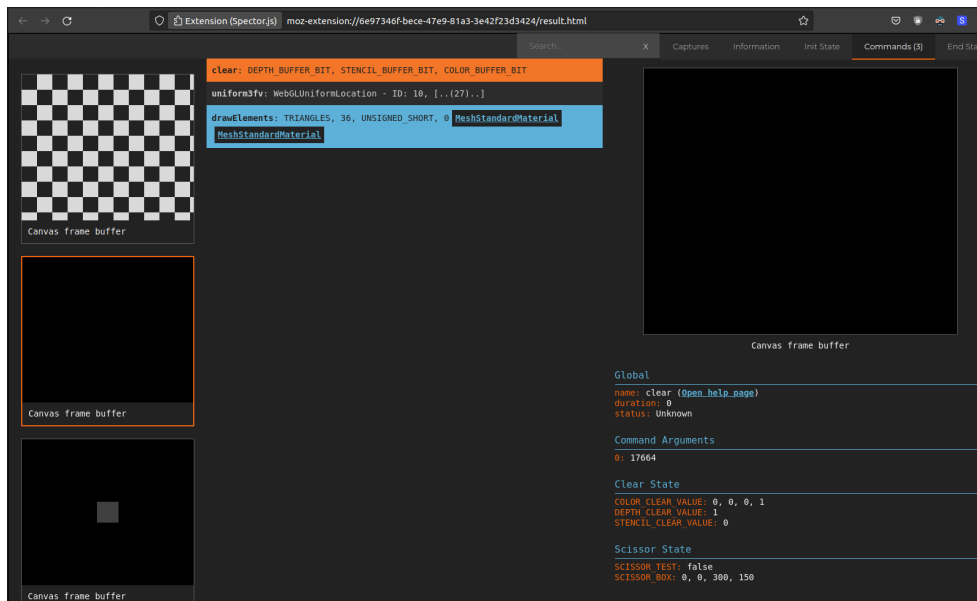 Extension (Spector.js) moz-extension://6e97346f-bece-47e9-81a3-3e42f23d3424/result.html
S
Search... X Captures Information Init State Commands (3) End Sta
Canvas frame buffer
Canvas frame buffer
Canvas frame buffer
clear: DEPTH_BUFFER_BIT, STENCIL_BUFFER_BIT, COLOR_BUFFER_BIT
uniform3fv: WebGLUniformLocation - ID: 10, [..(27)..]
drawElements: TRIANGLES, 36, UNSIGNED_SHORT, 0 MeshStandardMaterial
MeshStandardMaterial
Canvas frame buffer
Global
name: clear (Open help page)
duration: 0
status: Unknown
Command Arguments
0: 17664
Clear State
COLOR_CLEAR_VALUE: 0, 0, 0, 1
DEPTH_CLEAR_VALUE: 1
STENCIL_CLEAR_VALUE: 0
Scissor State
SCISSOR_TEST: false
SCISSOR_BOX: 0, 0, 300, 150